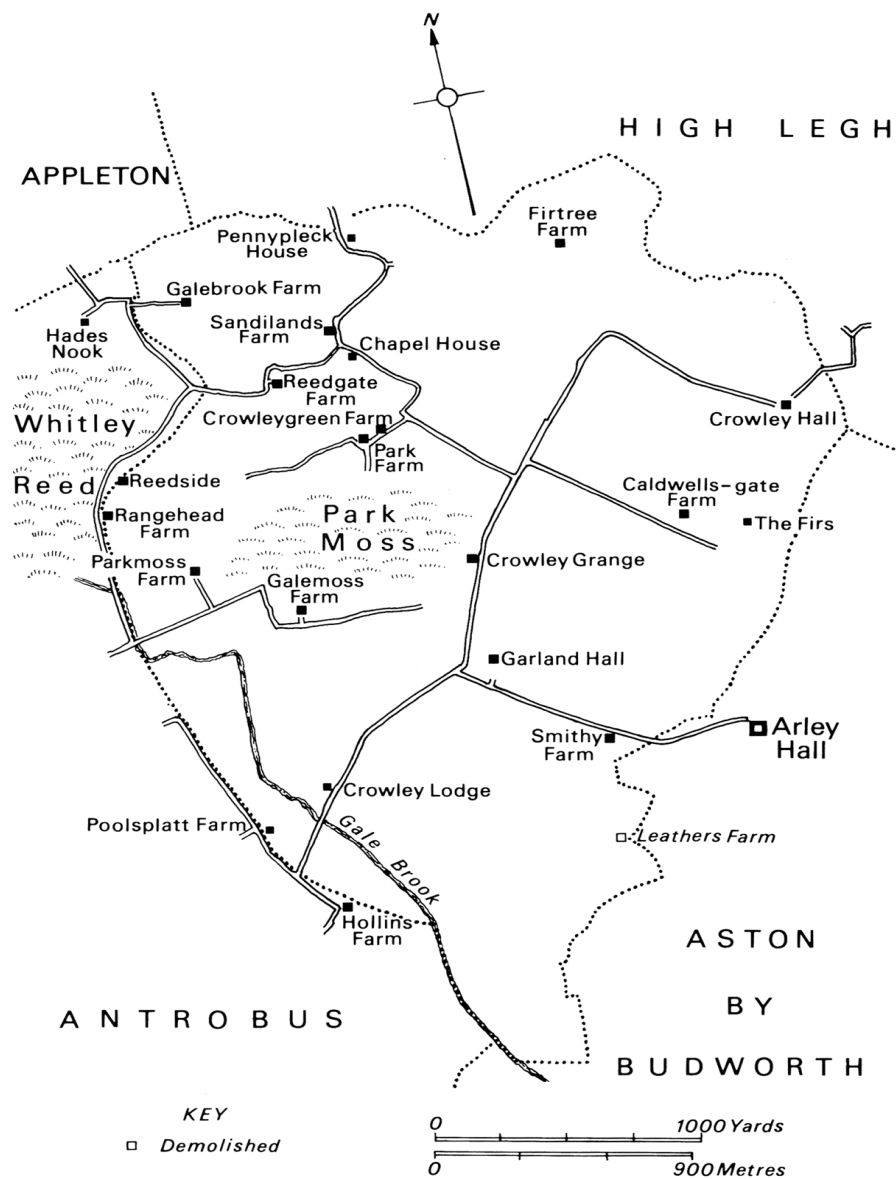 N
HIGH LEGH
APPLETON
Firtree
Farm
Pennypleck
House
Galebrook Farm
Sandilands
Farm
Hades
Nook
Chapel House
Reedgate
Farm
Crowleygreen Farm
Crowley Hall
Whitley
Reed
Park
Farm
Reedside
Caldwells-gate
Farm
Rangehead
Farm
Park
Moss
The Firs
Parkmoss
Farm
Crowley Grange
Galemoss
Farm
Garland Hall
Smithy
Farm
Arley
Hall
Crowley Lodge
Poolsplatt Farm
Gale Brook
Leathers Farm
Hollins
Farm
ASTON
BY
BUDWORTH
ANTROBUS
KEY
Demolished
0 1000 Yards
0 900 Metres